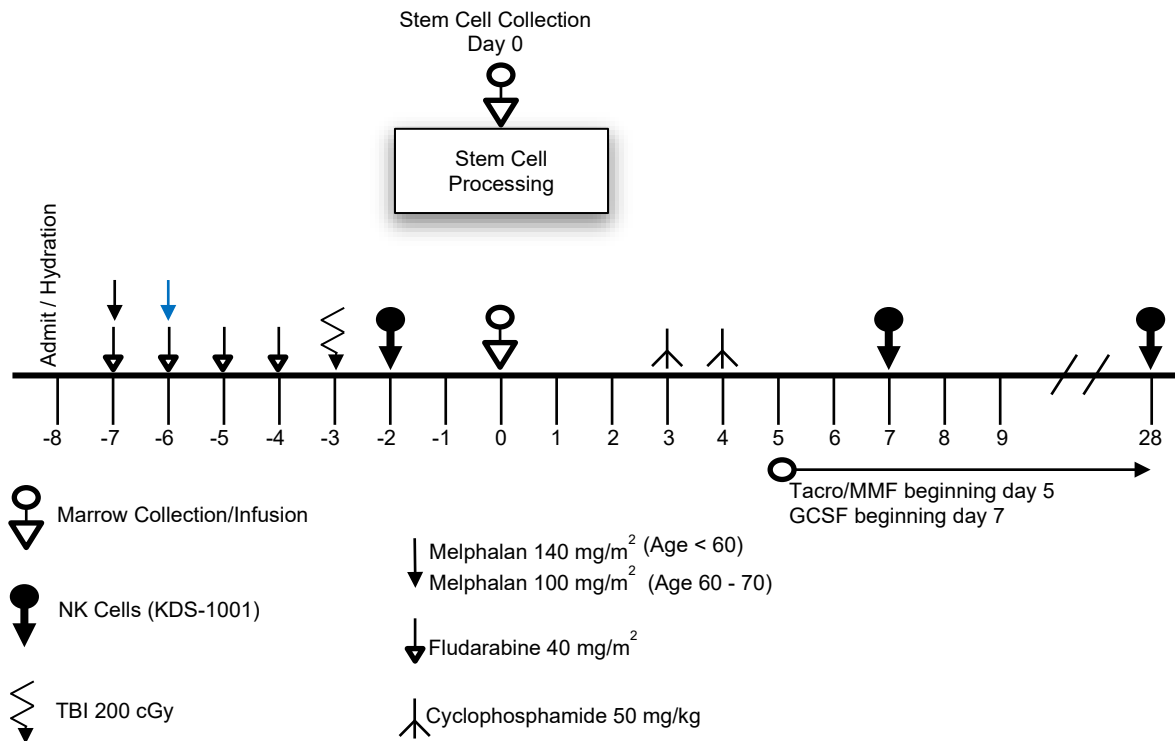 Stem Cell Collection
Day 0
Stem Cell
Processing
Admit / Hydration
-8 -7 -6 -5 -4 -3 -2 -1 0 1 2 3 4 5 6 7 8 9 28
Tacro/MMF beginning day 5
GCSF beginning day 7
Marrow Collection/Infusion
NK Cells (KDS-1001)
TBI 200 cGy
Melphalan 140 mg/m² (Age < 60)
Melphalan 100 mg/m² (Age 60 - 70)
Fludarabine 40 mg/m²
Cyclophosphamide 50 mg/kg